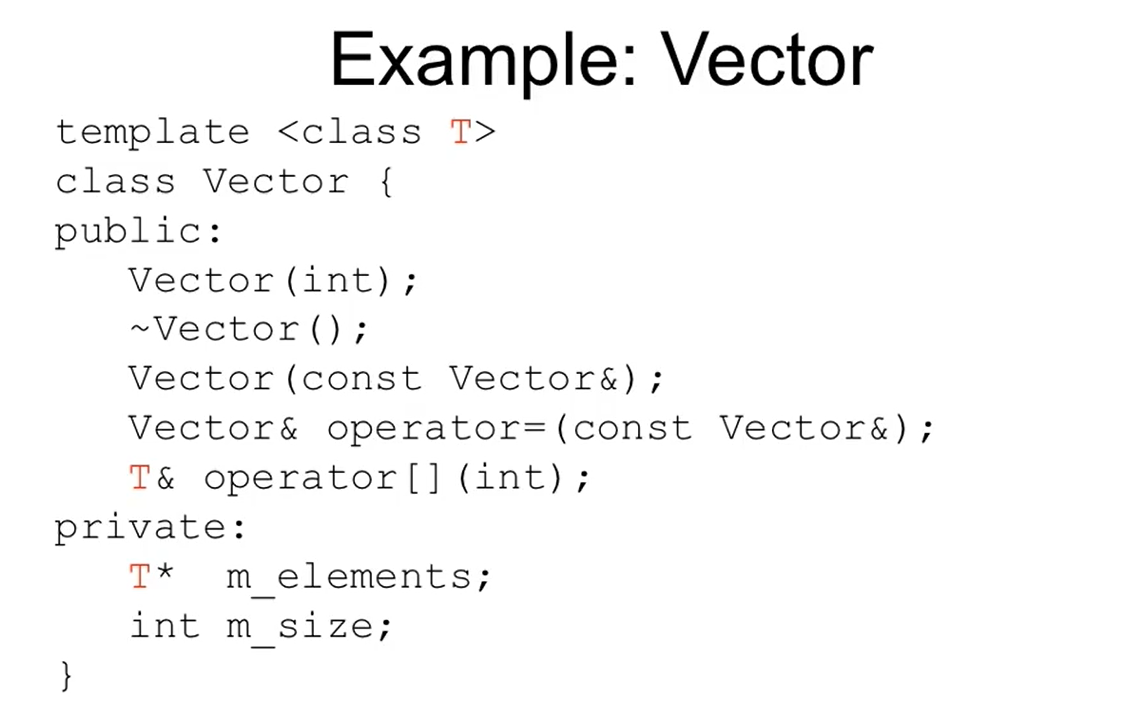 Example: Vector
template <class T>
class Vector {
public:
   Vector(int);
   ~Vector();
   Vector(const Vector&);
   Vector& operator=(const Vector&);
   T& operator[](int);
private:
   T*  m_elements;
   int m_size;
}